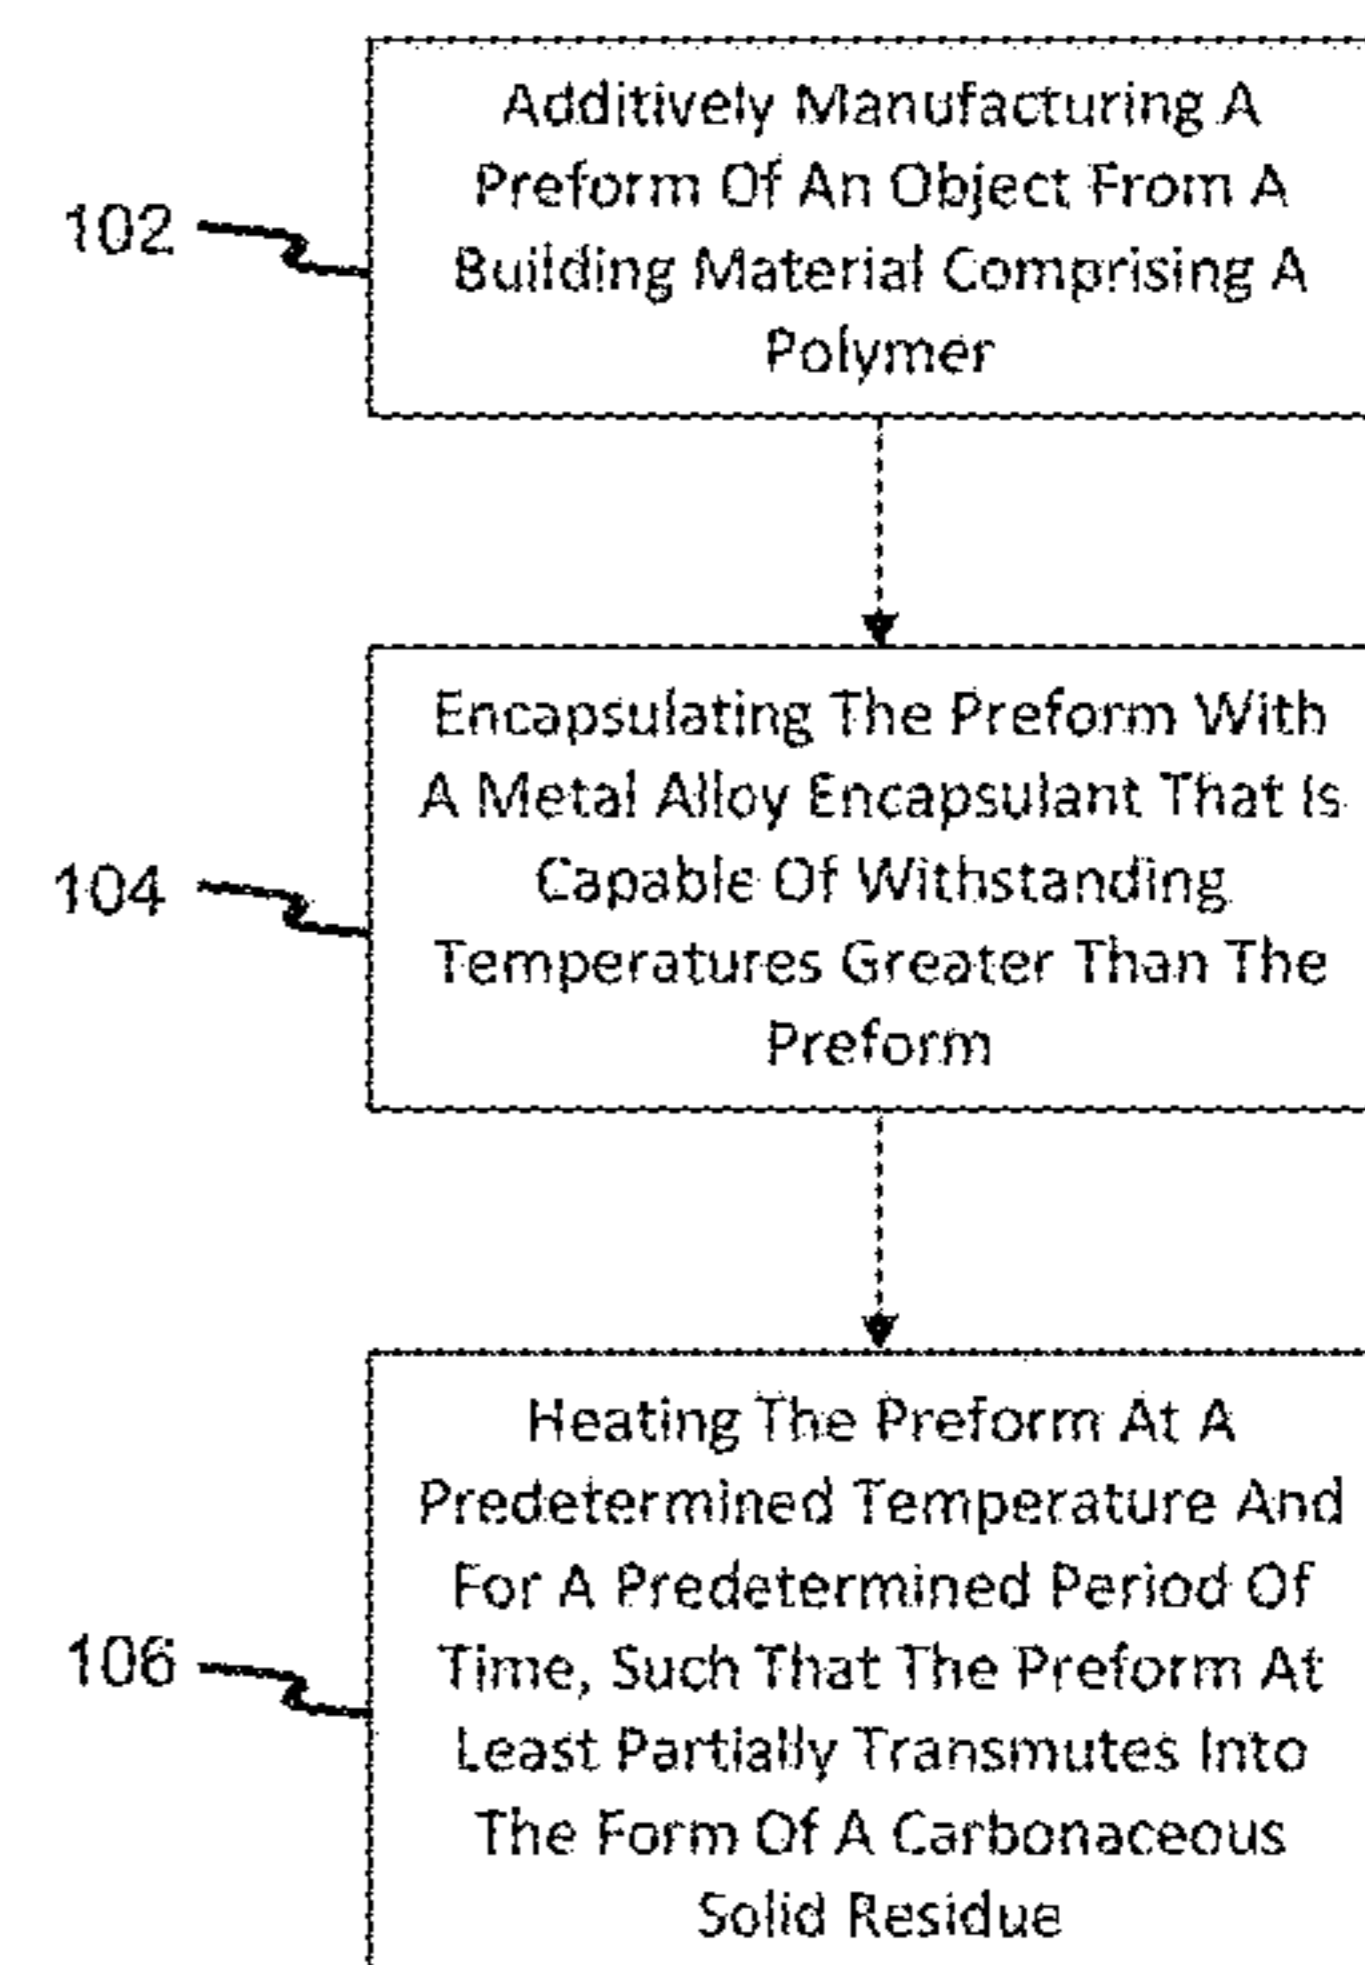 Additively Manufacturing A
Preform Of An Object From A
102
Building Material Comprising A
Polymer
Encapsulating The Preform With
A Metal Alloy Encapsulant That Is
104
Capable Of Withstanding
Temperatures Greater Than The
Preform
Heating The Preform At A
Predetermined Temperature And
For A Predetermined Period Of
106
Time, Such That The Preform At
Least Partially Transmutes Into
The Form Of A Carbonaceous
Solid Residue